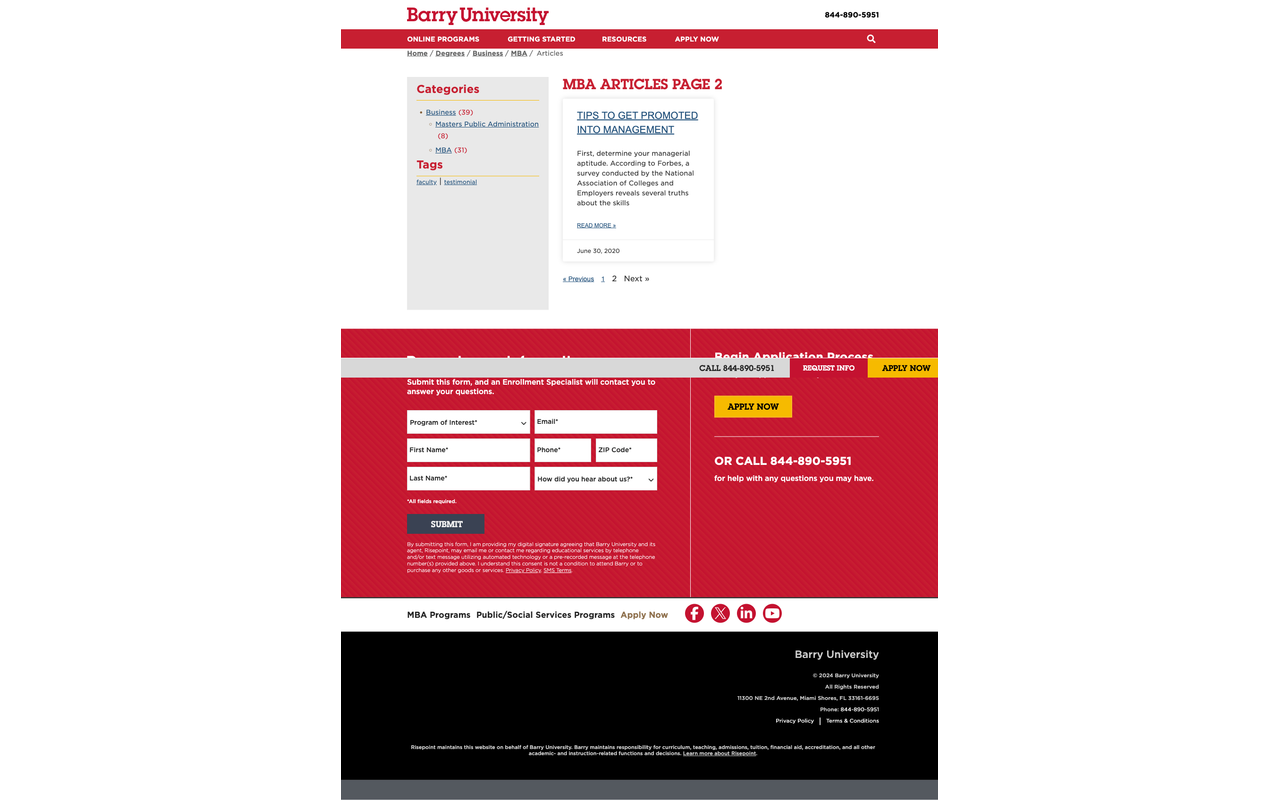 Barry University
844-890-5951
ONLINE PROGRAMS GETTING STARTED RESOURCES APPLY NOW
Home / Degrees / Business / MBA / Articles
Categories
Business (39)
Masters Public Administration
(8)
MBA (31)
Tags
faculty | testimonial
MBA ARTICLES PAGE 2
TIPS TO GET PROMOTED
INTO MANAGEMENT
First, determine your managerial
aptitude. According to Forbes, a
survey conducted by the National
Association of Colleges and
Employers reveals several truths
about the skills
READ MORE »
June 30, 2020
« Previous 1 2 Next »
Begin Application Process
CALL 844-890-5951 REQUEST INFO APPLY NOW
Submit this form, and an Enrollment Specialist will contact you to
answer your questions.
Program of Interest* Email*
First Name* Phone* ZIP Code*
Last Name* How did you hear about us?*
*All fields required.
SUBMIT
By submitting this form, I am providing my digital signature agreeing that Barry University and its
agent, Risepoint, may email me or contact me regarding educational services by telephone
and/or text message utilizing automated technology or a pre-recorded message at the telephone
number(s) provided above. I understand this consent is not a condition to attend Barry or to
purchase any other goods or services. Privacy Policy. SMS Terms.
APPLY NOW
OR CALL 844-890-5951
for help with any questions you may have.
MBA Programs Public/Social Services Programs Apply Now
Barry University
© 2024 Barry University
All Rights Reserved
11300 NE 2nd Avenue, Miami Shores, FL 33161-6695
Phone: 844-890-5951
Privacy Policy | Terms & Conditions
Risepoint maintains this website on behalf of Barry University. Barry maintains responsibility for curriculum, teaching, admissions, tuition, financial aid, accreditation, and all other
academic- and instruction-related functions and decisions. Learn more about Risepoint.